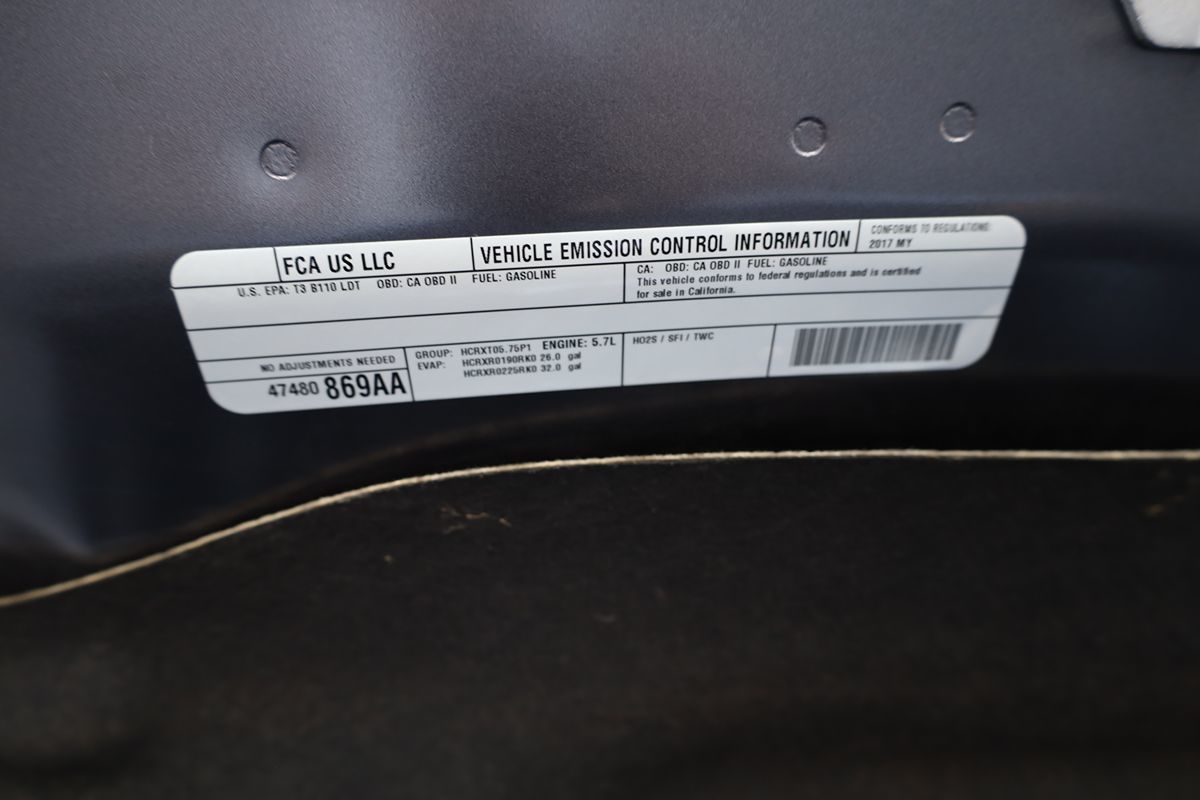 FCA US LLC
VEHICLE EMISSION CONTROL INFORMATION
CONFORMS TO REGULATIONS:
2017 MY
U.S. EPA: T3 B110 LDT OBD: CA OBD II FUEL: GASOLINE
CA: OBD: CA OBD II FUEL: GASOLINE
This vehicle conforms to federal regulations and is certified
for sale in California.
NO ADJUSTMENTS NEEDED
47480 869AA
GROUP: HCRXT05.75P1 ENGINE: 5.7L
EVAP: HCRXR0190RK0 26.0 gal
HCRXR0225RK0 32.0 gal
HO2S / SFI / TWC